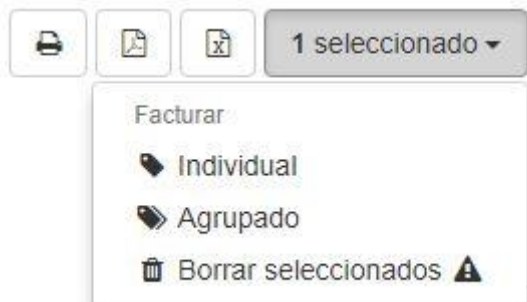 1 seleccionado
Facturar
Individual
Agrupado
Borrar seleccionados